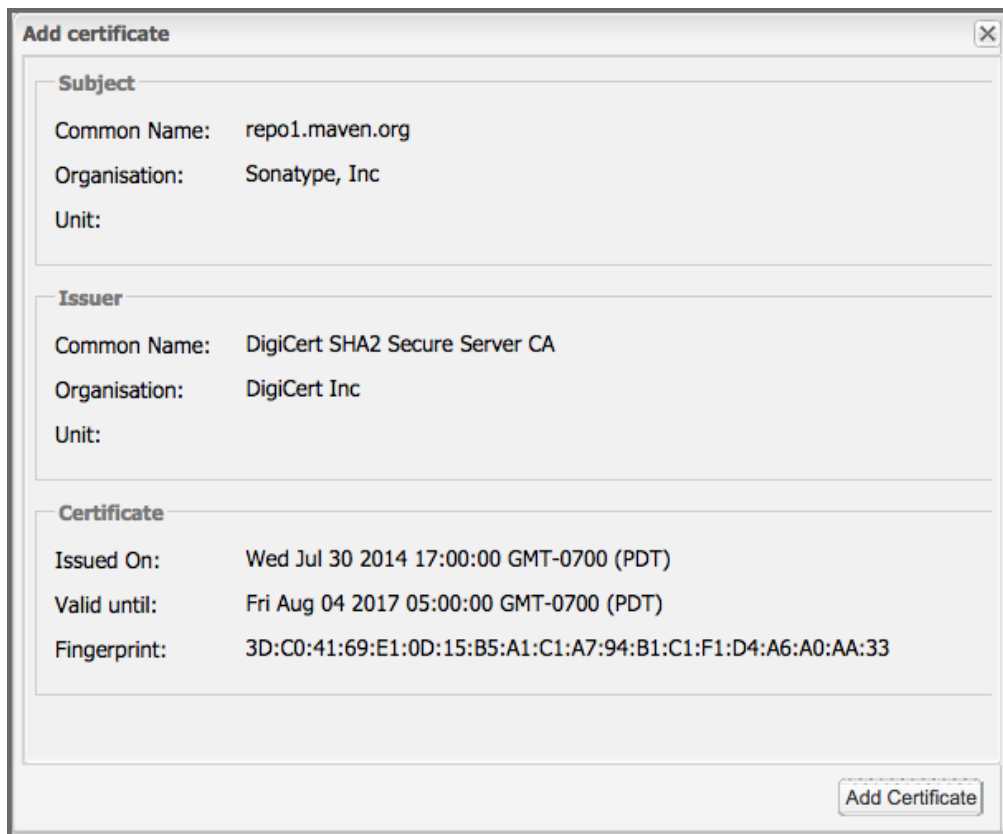 Add certificate
Subject
Common Name: repo1.maven.org
Organisation: Sonatype, Inc
Unit:
Issuer
Common Name: DigiCert SHA2 Secure Server CA
Organisation: DigiCert Inc
Unit:
Certificate
Issued On: Wed Jul 30 2014 17:00:00 GMT-0700 (PDT)
Valid until: Fri Aug 04 2017 05:00:00 GMT-0700 (PDT)
Fingerprint: 3D:C0:41:69:E1:0D:15:B5:A1:C1:A7:94:B1:C1:F1:D4:A6:A0:AA:33
Add Certificate